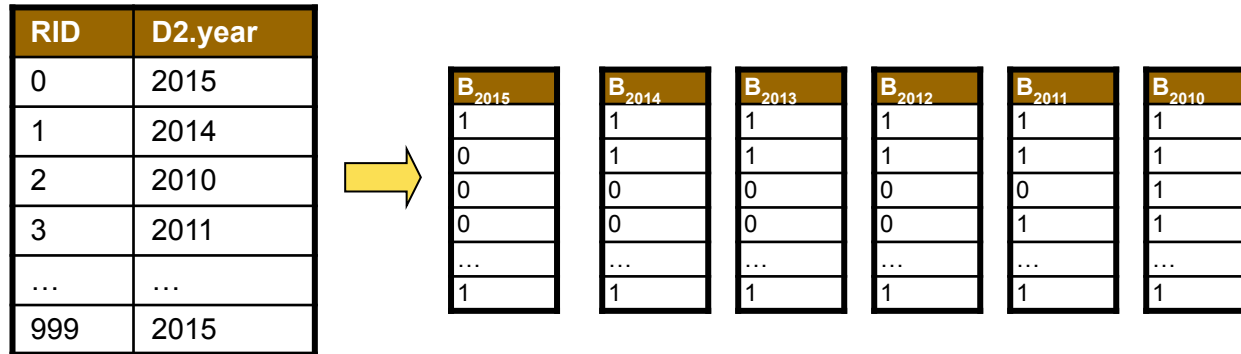 RID D2.year
0 2015
1 2014
2 2010
3 2011
… …
999 2015
B2015 B2014 B2013 B2012 B2011 B2010
1 1 1 1 1 1
0 1 1 1 1 1
0 0 0 0 0 1
0 0 0 0 1 1
… … … … … …
1 1 1 1 1 1